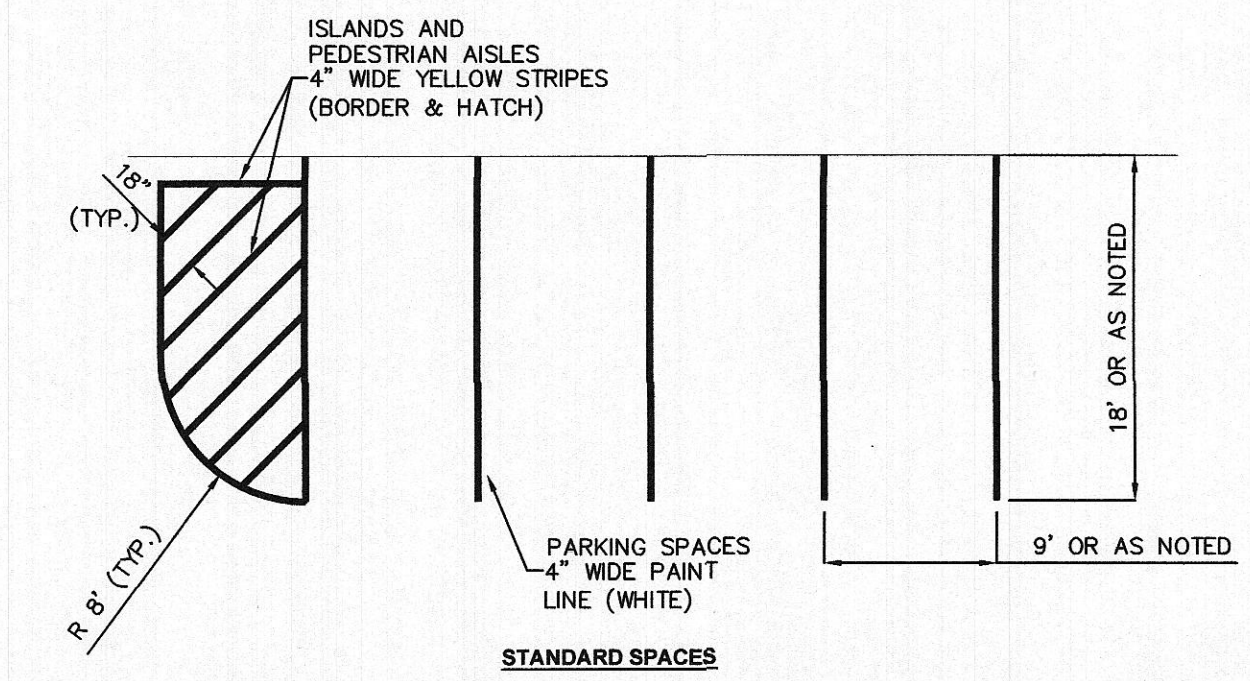 ISLANDS AND
PEDESTRIAN AISLES
4" WIDE YELLOW STRIPES
(BORDER & HATCH)
18"
(TYP.)
18' OR AS NOTED
R 8' (TYP.)
PARKING SPACES
4" WIDE PAINT
LINE (WHITE)
9' OR AS NOTED
STANDARD SPACES